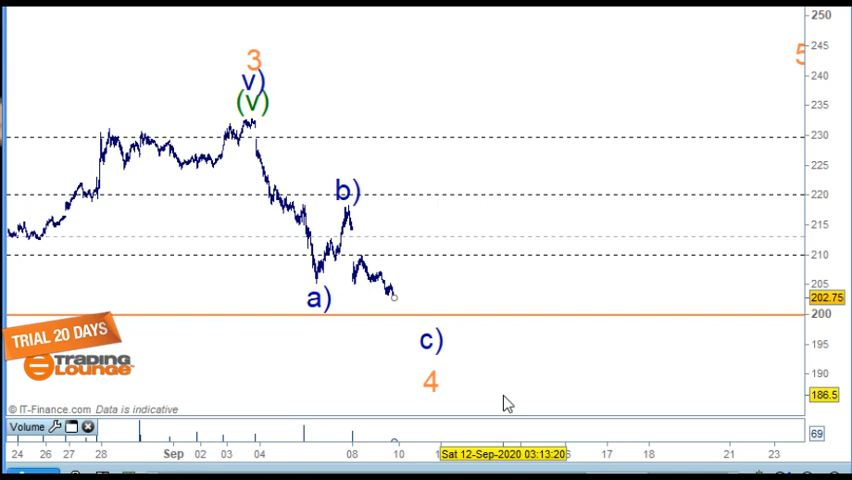 250
245
5
3
240
v)
235
(v)
230
225
220
b)
215
210
205
a)
202.75
200
TRIAL 20 DAYS
TRADING
LOUNGE
195
c)
190
4
186.5
© IT-Finance.com Data is indicative
Volume
69
24 26 27 28 Sep 02 03 04 08 10 Sat 12-Sep-2020 03:13:20 17 18 21 23